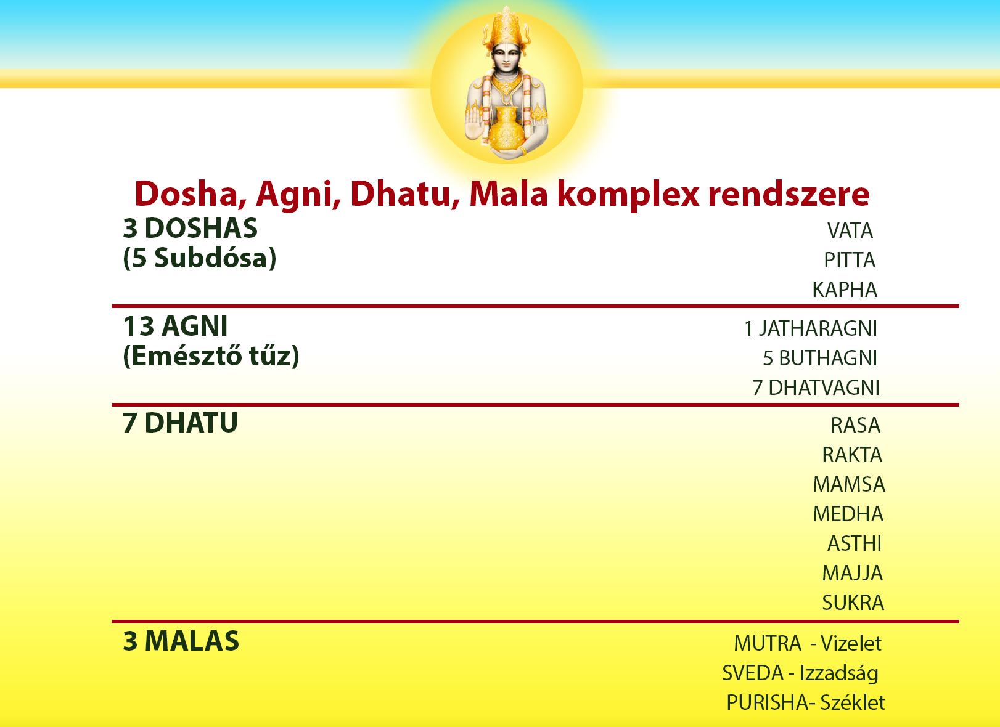 Dosha, Agni, Dhatu, Mala komplex rendszere
3 DOSHAS
(5 Subdósa)
VATA
PITTA
KAPHA
13 AGNI
(Emésztő tűz)
1 JATHARAGNI
5 BUTHAGNI
7 DHATVAGNI
7 DHATU
RASA
RAKTA
MAMSA
MEDHA
ASTHI
MAJJA
SUKRA
3 MALAS
MUTRA - Vizelet
SVEDA - Izzadság
PURISHA- Széklet